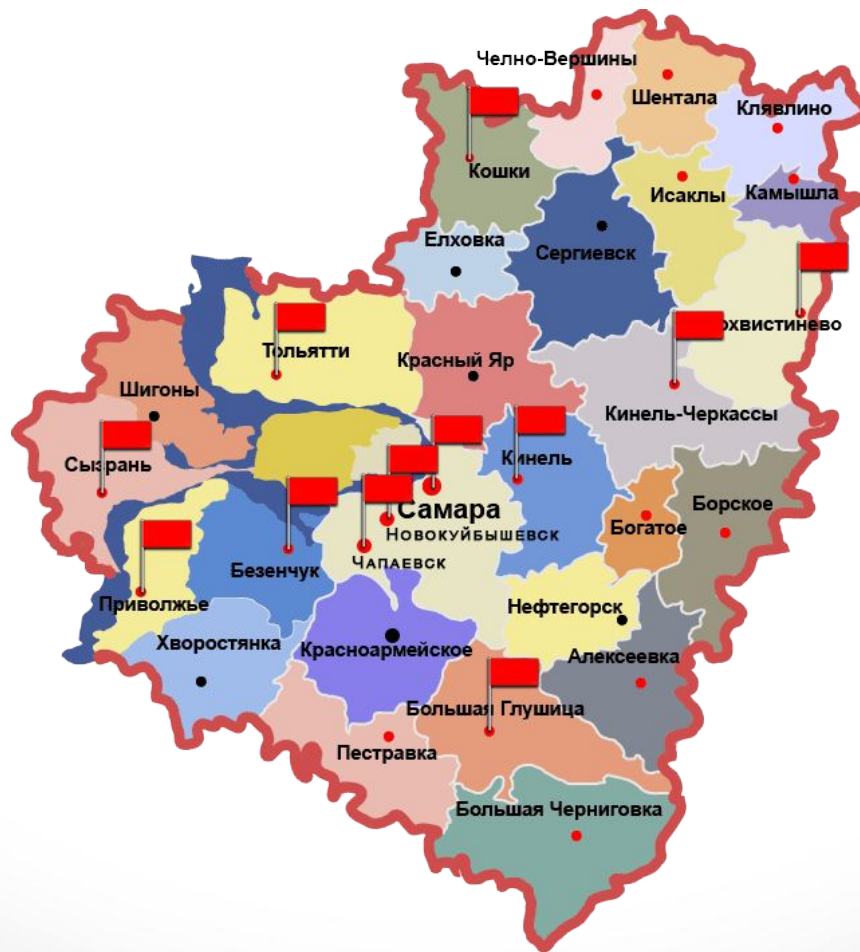 Челно-Вершины
Шентала
Клявлино
Кошки
Исаклы
Камышла
Елховка
Сергиевск
Тольятти
охвистинево
Красный Яр
Шигоны
Кинель-Черкассы
Сызрань
Кинель
Самара
Борское
Богатое
Новокуйбышевск
Чапаевск
Безенчук
Приволжье
Нефтегорск
Хворостянка
Красноармейское
Алексеевка
Большая Глушица
Пестравка
Большая Черниговка